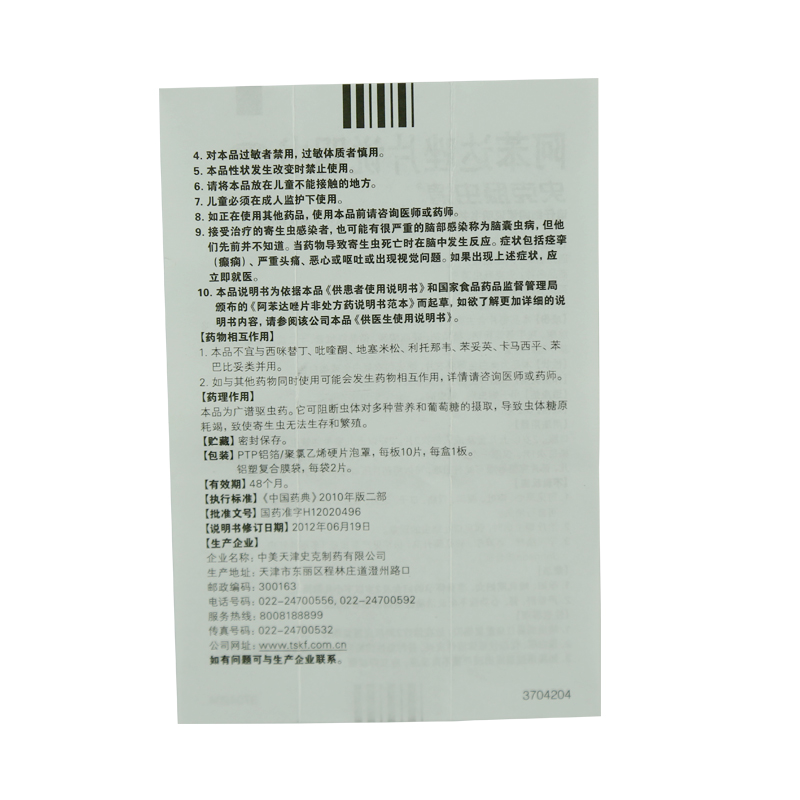 4. 对本品过敏者禁用，过敏体质者慎用。
5. 本品性状发生改变时禁止使用。
6. 请将本品放在儿童不能接触的地方。
7. 儿童必须在成人监护下使用。
8. 如正在使用其他药品，使用本品前请咨询医师或药师。
9. 接受治疗的寄生虫感染者，也可能有很严重的脑部感染称为脑囊虫病，但他
们先前并不知道。当药物导致寄生虫死亡时在脑中发生反应。症状包括痉挛
（癫痫）、严重头痛、恶心或呕吐或出现视觉问题。如果出现上述症状，应
立即就医。
10. 本品说明书为依据本品《供患者使用说明书》和国家食品药品监督管理局
颁布的《阿苯达唑片非处方药说明书范本》而起草，如欲了解更加详细的说
明书内容，请参阅该公司本品《供医生使用说明书》。
【药物相互作用】
1. 本品不宜与西咪替丁、吡喹酮、地塞米松、利托那韦、苯妥英、卡马西平、苯
巴比妥类并用。
2. 如与其他药物同时使用可能会发生药物相互作用，详情请咨询医师或药师。
【药理作用】
本品为广谱驱虫药。它可阻断虫体对多种营养和葡萄糖的摄取，导致虫体糖原
耗竭，致使寄生虫无法生存和繁殖。
【贮藏】密封保存。
【包装】PTP铝箔/聚氯乙烯硬片泡罩，每板10片，每盒1板。
铝塑复合膜袋，每袋2片。
【有效期】48个月。
【执行标准】《中国药典》2010年版二部
【批准文号】国药准字H12020496
【说明书修订日期】2012年06月19日
【生产企业】
企业名称：中美天津史克制药有限公司
生产地址：天津市东丽区程林庄道澄州路口
邮政编码：300163
电话号码：022-24700556, 022-24700592
服务热线：8008188899
传真号码：022-24700532
公司网址：www.tskf.com.cn
如有问题可与生产企业联系。
3704204